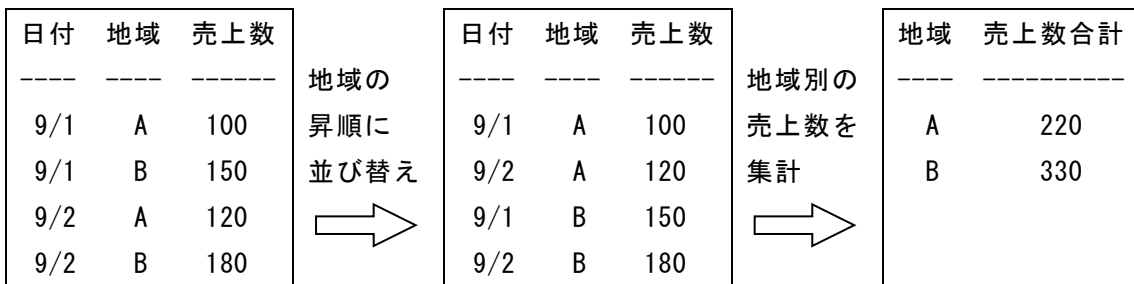 日付 地域 売上数
---- ---- ------
9/1 A 100
9/1 B 150
9/2 A 120
9/2 B 180
地域の
昇順に
並び替え
日付 地域 売上数
---- ---- ------
9/1 A 100
9/2 A 120
9/1 B 150
9/2 B 180
地域別の
売上数を
集計
地域 売上数合計
---- ----------
A 220
B 330